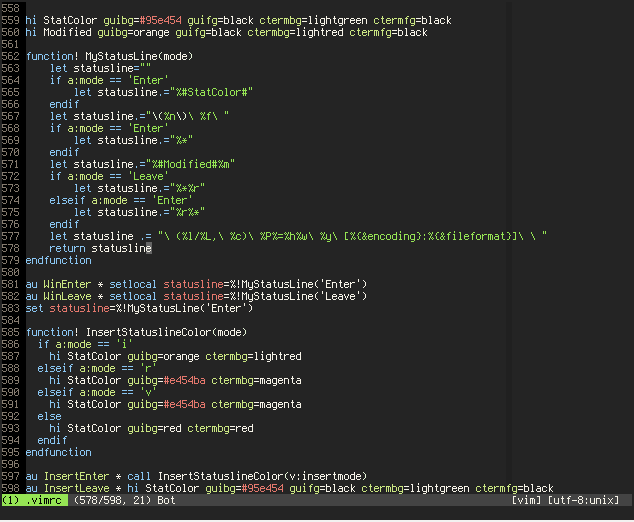 558
559 hi StatColor guibg=#95e454 guifg=black ctermbg=lightgreen ctermfg=black
560 hi Modified guibg=orange guifg=black ctermbg=lightred ctermfg=black
561
562 function! MyStatusLine(mode)
563     let statusline=""
564     if a:mode == 'Enter'
565         let statusline.="%#StatColor#"
566     endif
567     let statusline.="\(%n\)\ %f\ "
568     if a:mode == 'Enter'
569         let statusline.="%*"
570     endif
571     let statusline.="%#Modified#%m"
572     if a:mode == 'Leave'
573         let statusline.="%*%r"
574     elseif a:mode == 'Enter'
575         let statusline.="%r%*"
576     endif
577     let statusline .= "\ (%l/%L,\ %c)\ %P%=%h%w\ %y\ [%{&encoding}:%{&fileformat}]\ \ "
578     return statusline
579 endfunction
580
581 au WinEnter * setlocal statusline=%!MyStatusLine('Enter')
582 au WinLeave * setlocal statusline=%!MyStatusLine('Leave')
583 set statusline=%!MyStatusLine('Enter')
584
585 function! InsertStatuslineColor(mode)
586   if a:mode == 'i'
587     hi StatColor guibg=orange ctermbg=lightred
588   elseif a:mode == 'r'
589     hi StatColor guibg=#e454ba ctermbg=magenta
590   elseif a:mode == 'v'
591     hi StatColor guibg=#e454ba ctermbg=magenta
592   else
593     hi StatColor guibg=red ctermbg=red
594   endif
595 endfunction
596
597 au InsertEnter * call InsertStatuslineColor(v:insertmode)
598 au InsertLeave * hi StatColor guibg=#95e454 guifg=black ctermbg=lightgreen ctermfg=black
(1) .vimrc  (578/598, 21) Bot [vim] [utf-8:unix]